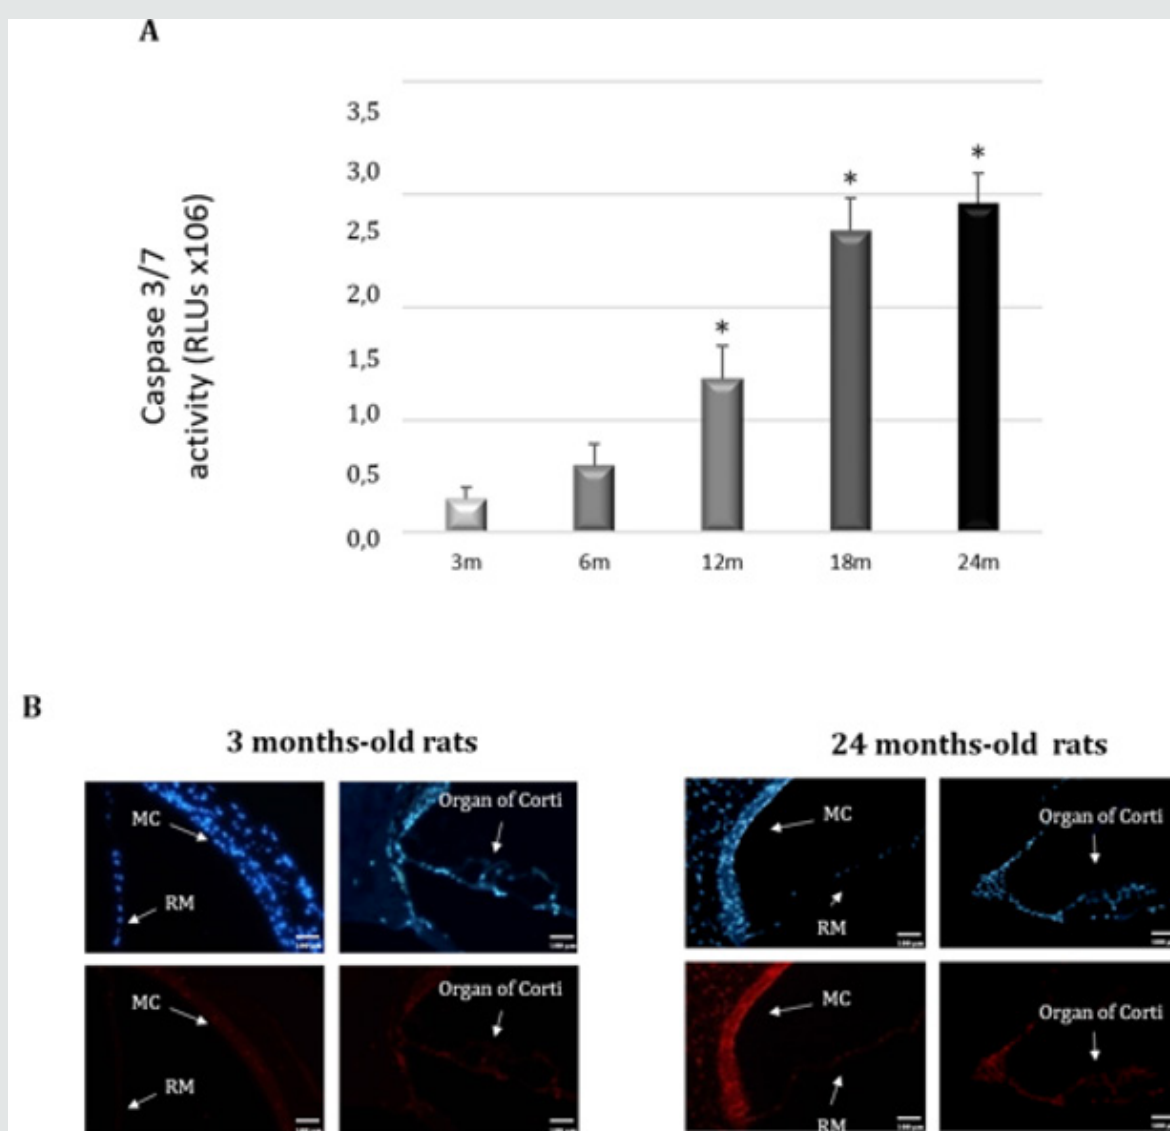 A
3,5
3,0
2,5
2,0
1,5
1,0
0,5
0,0
Caspase 3/7
activity (RLUs x106)
*
*
*
3m 6m 12m 18m 24m
B
3 months-old rats
24 months-old rats
MC
RM
Organ of Corti
MC
RM
Organ of Corti
MC
RM
Organ of Corti
MC
RM
Organ of Corti